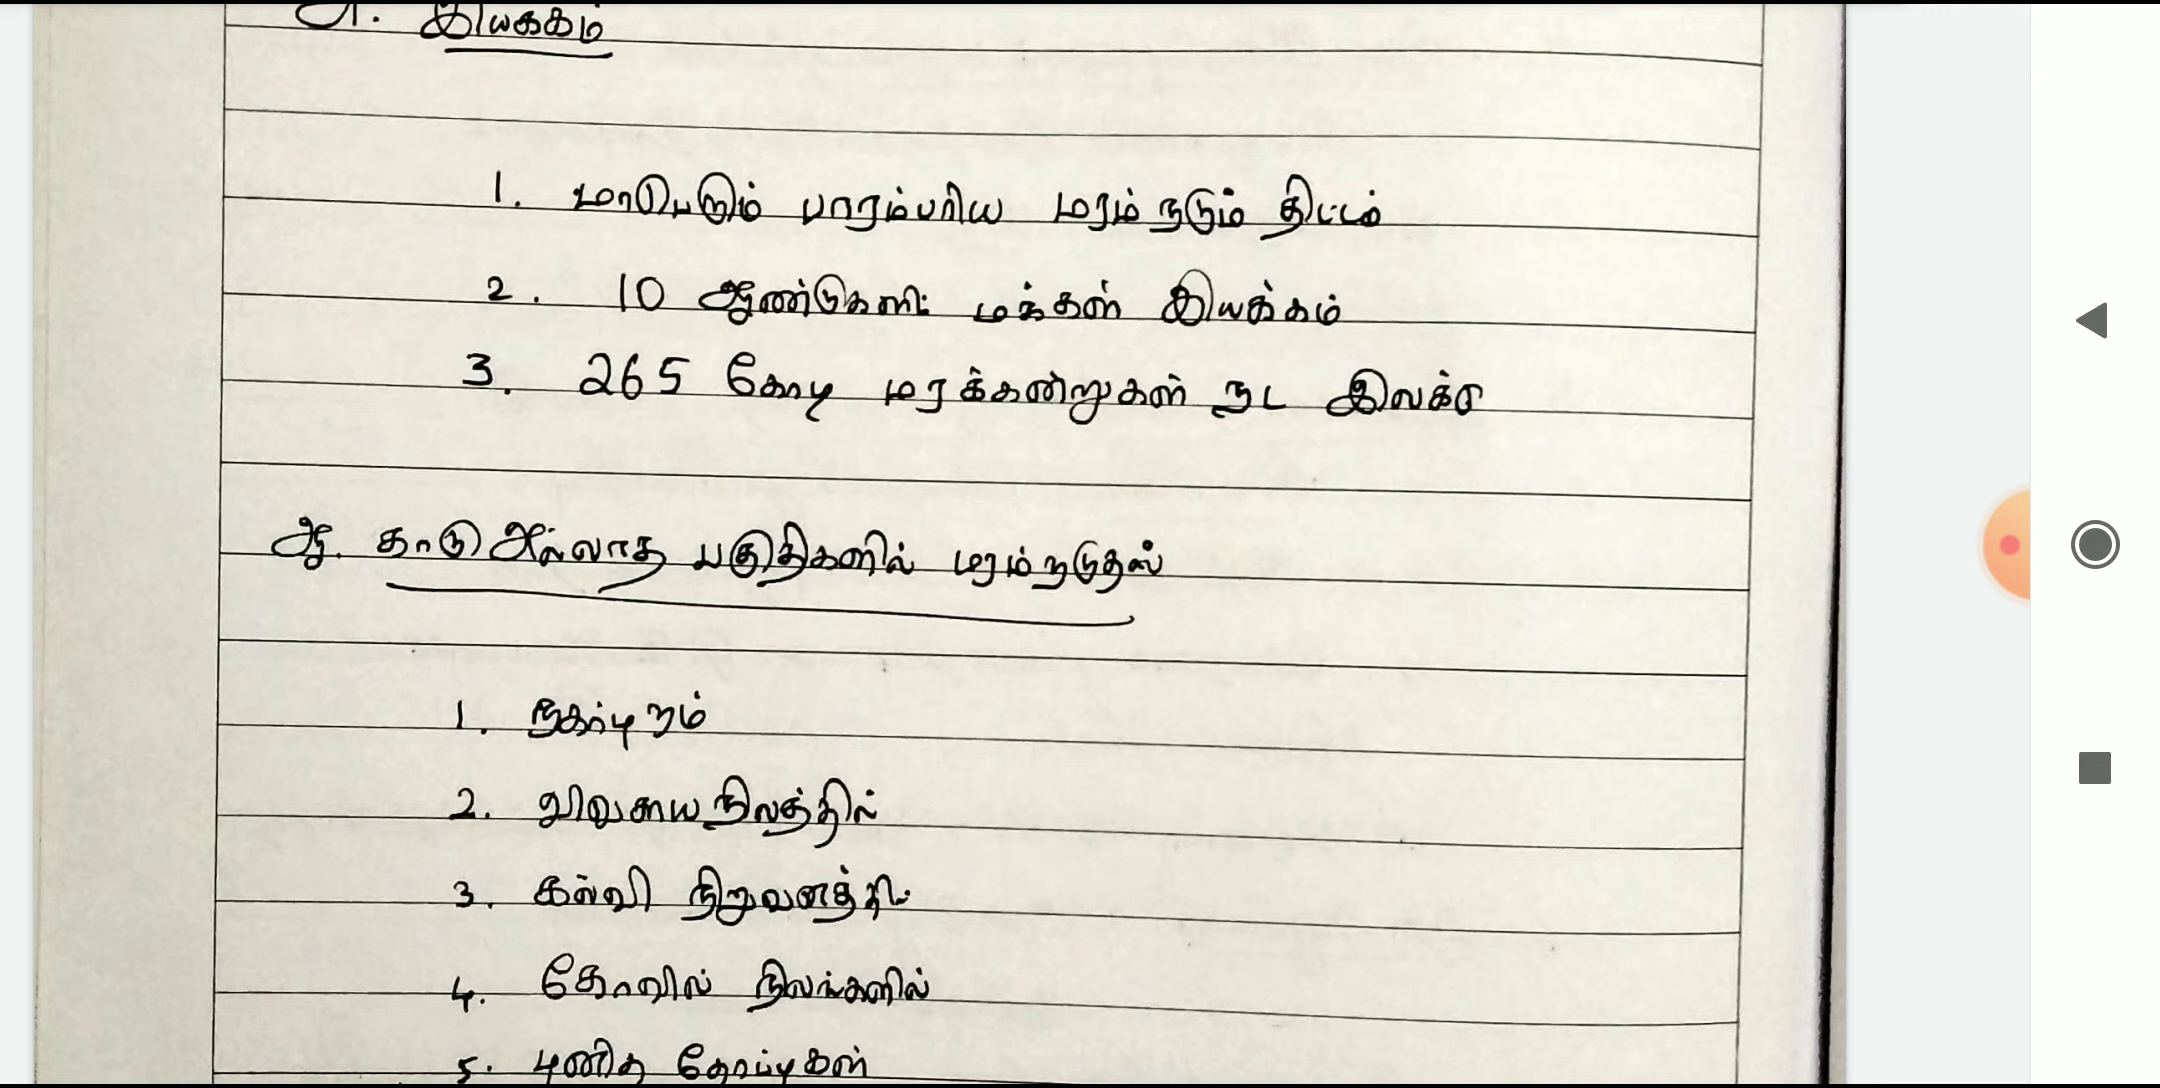 அ. இயக்கம்
1. மாபெரும் பாரம்பரிய மரம் நடும் திட்டம்
2. 10 ஆண்டுகளில் மக்கள் இயக்கம்
3. 265 கோடி மரக்கன்றுகள் நட இலக்கு
ஆ. காடு அல்லாத பகுதிகளில் மரம் நடுதல்
1. நகர்புறம்
2. விவசாய நிலத்தில்
3. கல்வி நிறுவனத்தில்
4. கோவில் நிலங்களில்
5. புனித தோப்புகள்